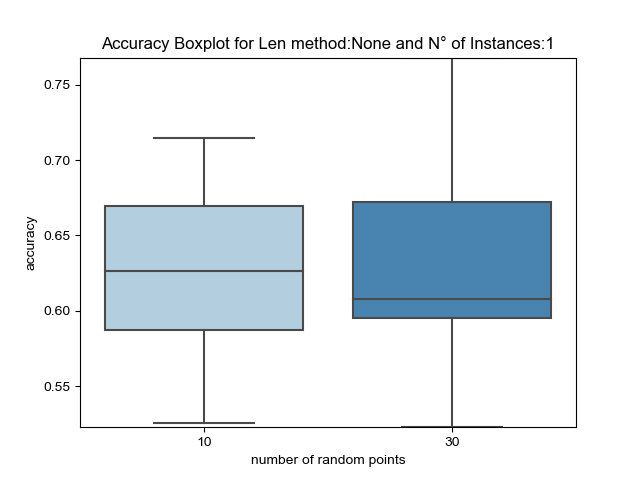 Accuracy Boxplot for Len method:None and N° of Instances:1
0.75
0.70
0.65
0.60
0.55
accuracy
10
30
number of random points